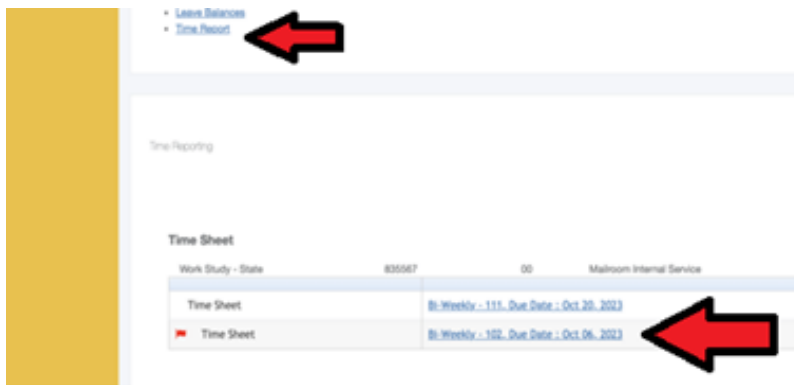 Leave Balances
Time Report
Time Reporting
Time Sheet
Work Study - State 835567 00 Mailroom Internal Service
Time Sheet Bi-Weekly - 111, Due Date : Oct 20, 2023
Time Sheet Bi-Weekly - 102, Due Date : Oct 06, 2023